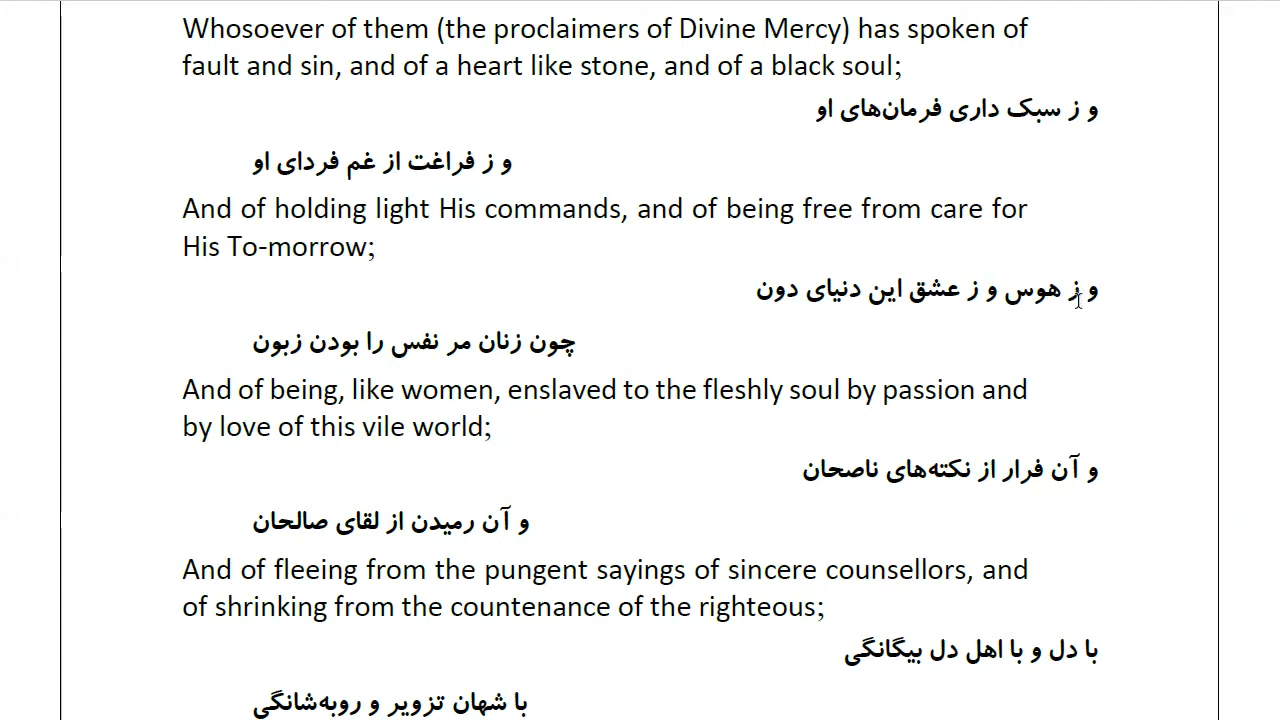 Whosoever of them (the proclaimers of Divine Mercy) has spoken of
fault and sin, and of a heart like stone, and of a black soul;
و ز سبک داری فرمان‌های او
و ز فراغت از غم فردای او
And of holding light His commands, and of being free from care for
His To-morrow;
و ز هوس و ز عشق این دنیای دون
چون زنان مر نفس را بودن زبون
And of being, like women, enslaved to the fleshly soul by passion and
by love of this vile world;
و آن فرار از نکته‌های ناصحان
و آن رمیدن از لقای صالحان
And of fleeing from the pungent sayings of sincere counsellors, and
of shrinking from the countenance of the righteous;
با دل و با اهل دل بیگانگی
با شهان تزویر و روبه‌شانگی